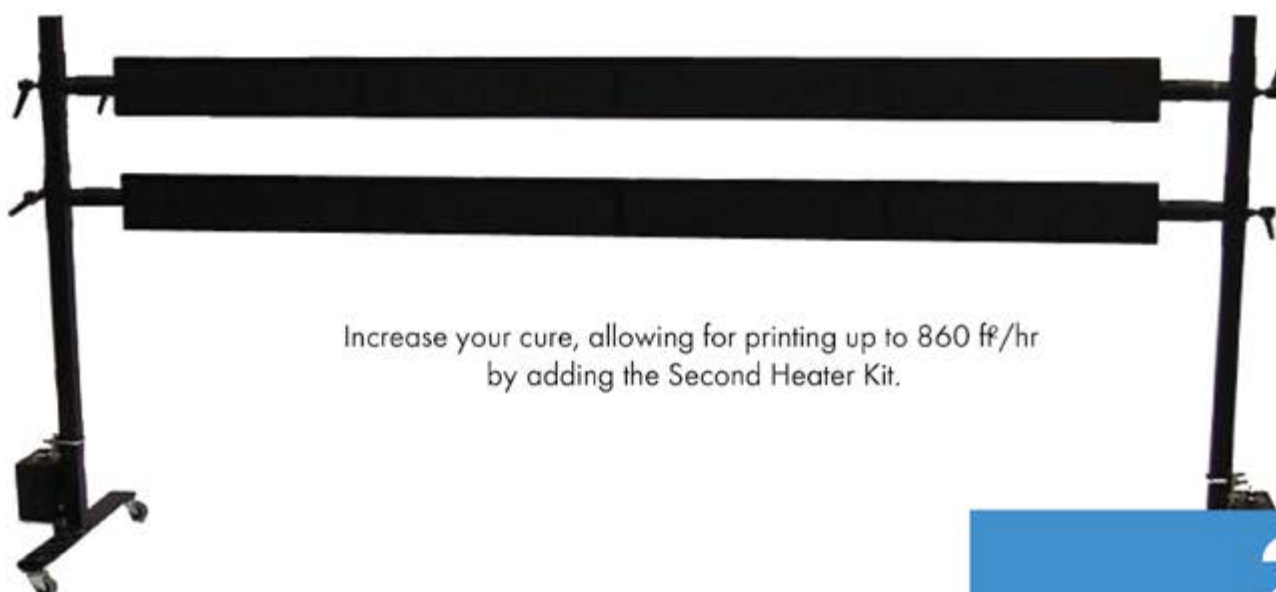 Increase your cure, allowing for printing up to 860 ft²/hr
by adding the Second Heater Kit.